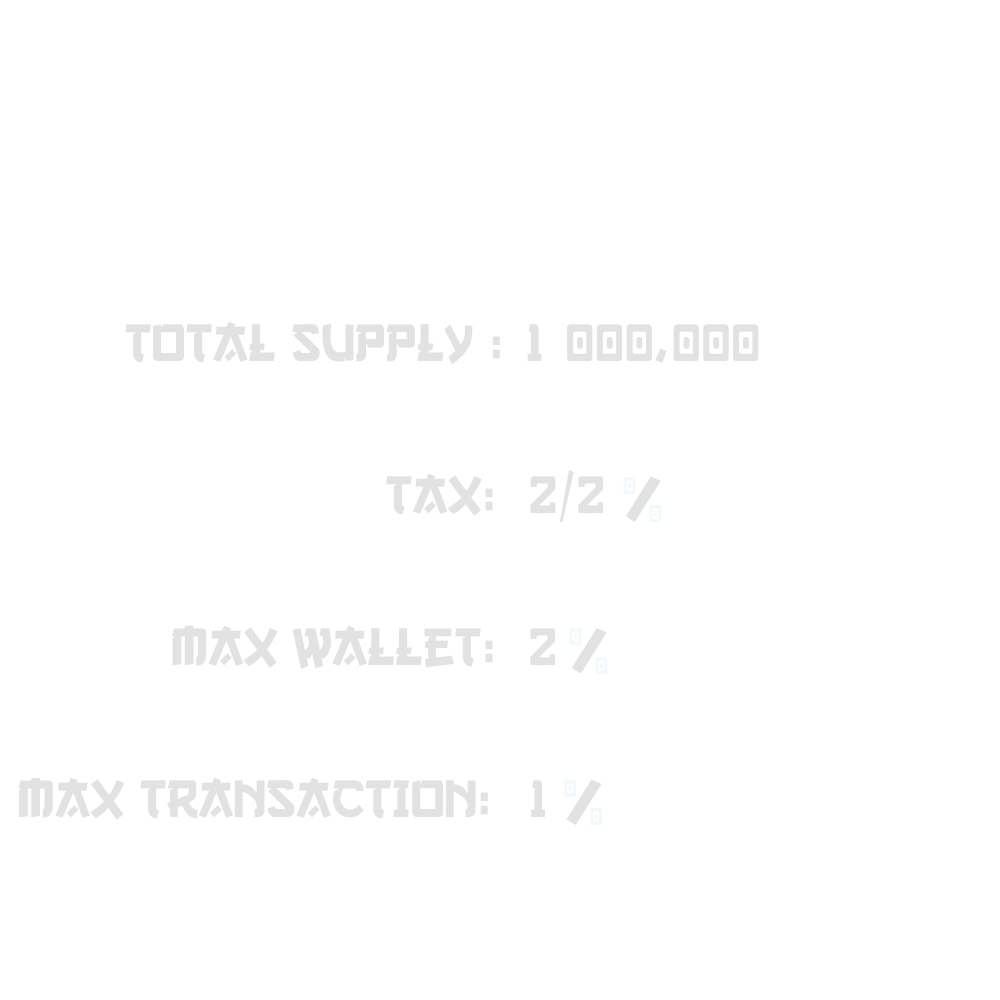 TOTAL SUPPLY : 1 000,000
TAX: 2/2 %
MAX WALLET: 2 %
MAX TRANSACTION: 1 %